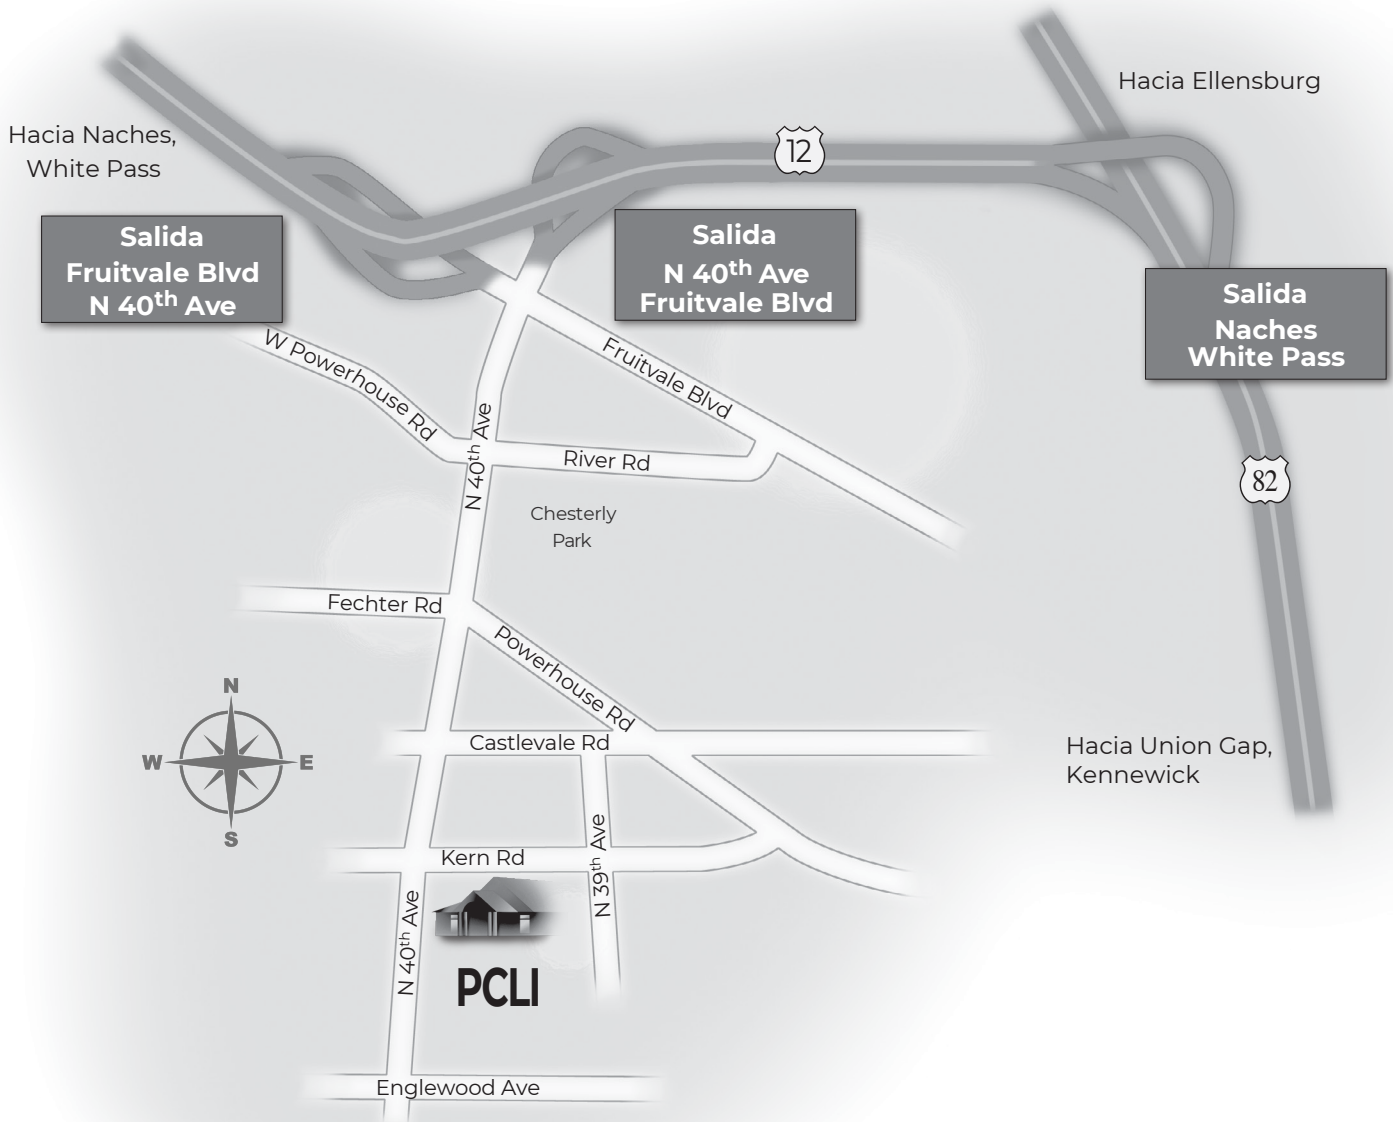 Hacia Ellensburg
Hacia Naches,
White Pass
12
Salida
Fruitvale Blvd
N 40th Ave
Salida
N 40th Ave
Fruitvale Blvd
Salida
Naches
White Pass
W Powerhouse Rd
Fruitvale Blvd
N 40th Ave
River Rd
82
Chesterly
Park
Fechter Rd
Powerhouse Rd
N
W
E
S
Castlevale Rd
Hacia Union Gap,
Kennewick
Kern Rd
N 39th Ave
N 40th Ave
PCLI
Englewood Ave